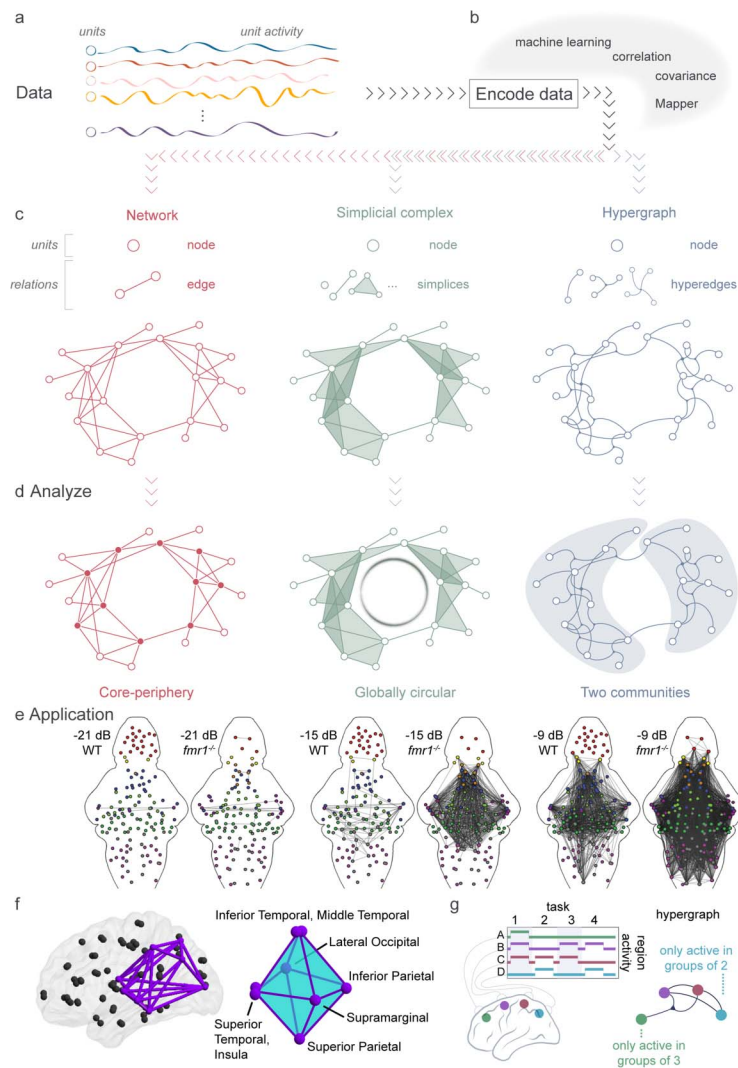 a
units
unit activity
Data
...
b
machine learning
correlation
covariance
Mapper
Encode data
c
Network
Simplicial complex
Hypergraph
units
node
node
node
relations
edge
... simplices
hyperedges
d Analyze
Core-periphery
Globally circular
Two communities
e Application
-21 dB
WT
-21 dB
fmr1-/-
-15 dB
WT
-15 dB
fmr1-/-
-9 dB
WT
-9 dB
fmr1-/-
f
Inferior Temporal, Middle Temporal
Lateral Occipital
Inferior Parietal
Supramarginal
Superior
Temporal,
Insula
Superior Parietal
g
task
1 2 3 4
A
B
C
D
region
activity
hypergraph
only active in
groups of 2
only active in
groups of 3